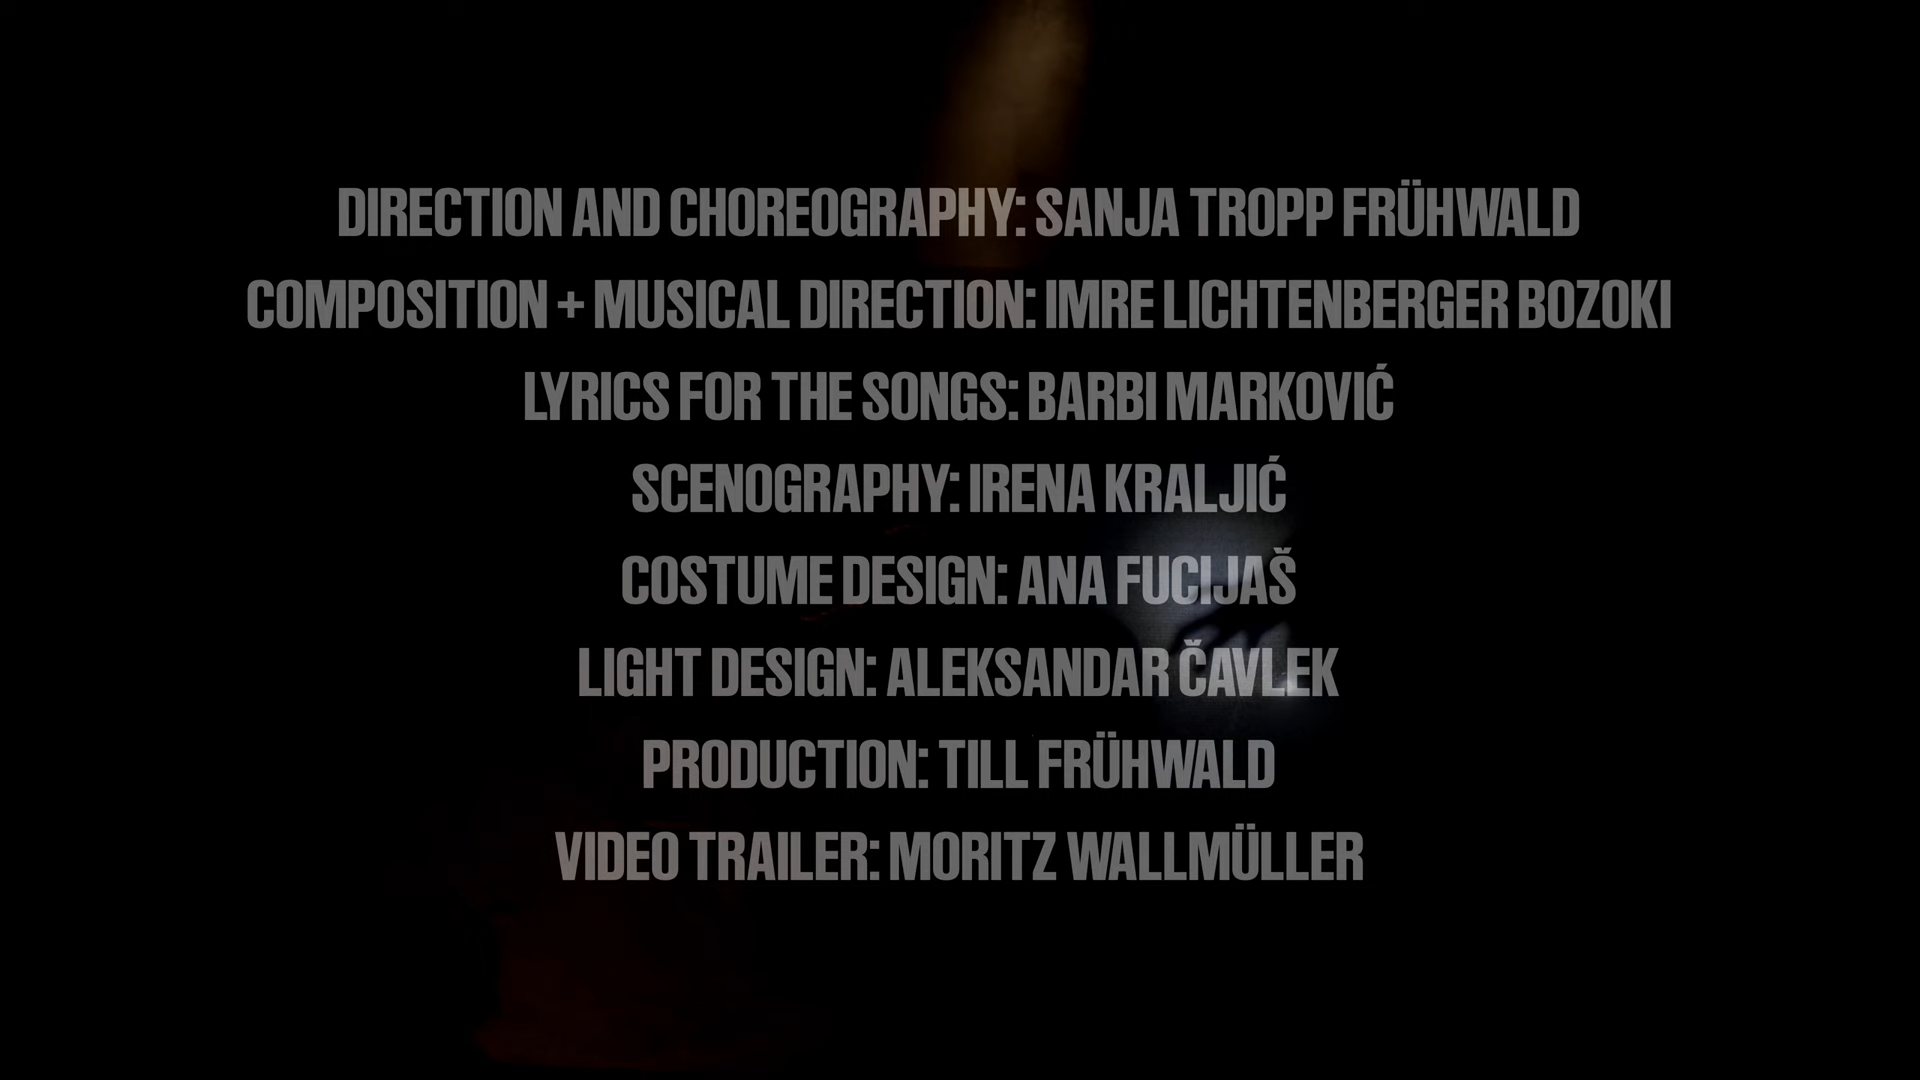 DIRECTION AND CHOREOGRAPHY: SANJA TROPP FRÜHWALD
COMPOSITION + MUSICAL DIRECTION: IMRE LICHTENBERGER BOZOKI
LYRICS FOR THE SONGS: BARBI MARKOVIĆ
SCENOGRAPHY: IRENA KRALJIĆ
COSTUME DESIGN: ANA FUCIJAŠ
LIGHT DESIGN: ALEKSANDAR ČAVLEK
PRODUCTION: TILL FRÜHWALD
VIDEO TRAILER: MORITZ WALLMÜLLER